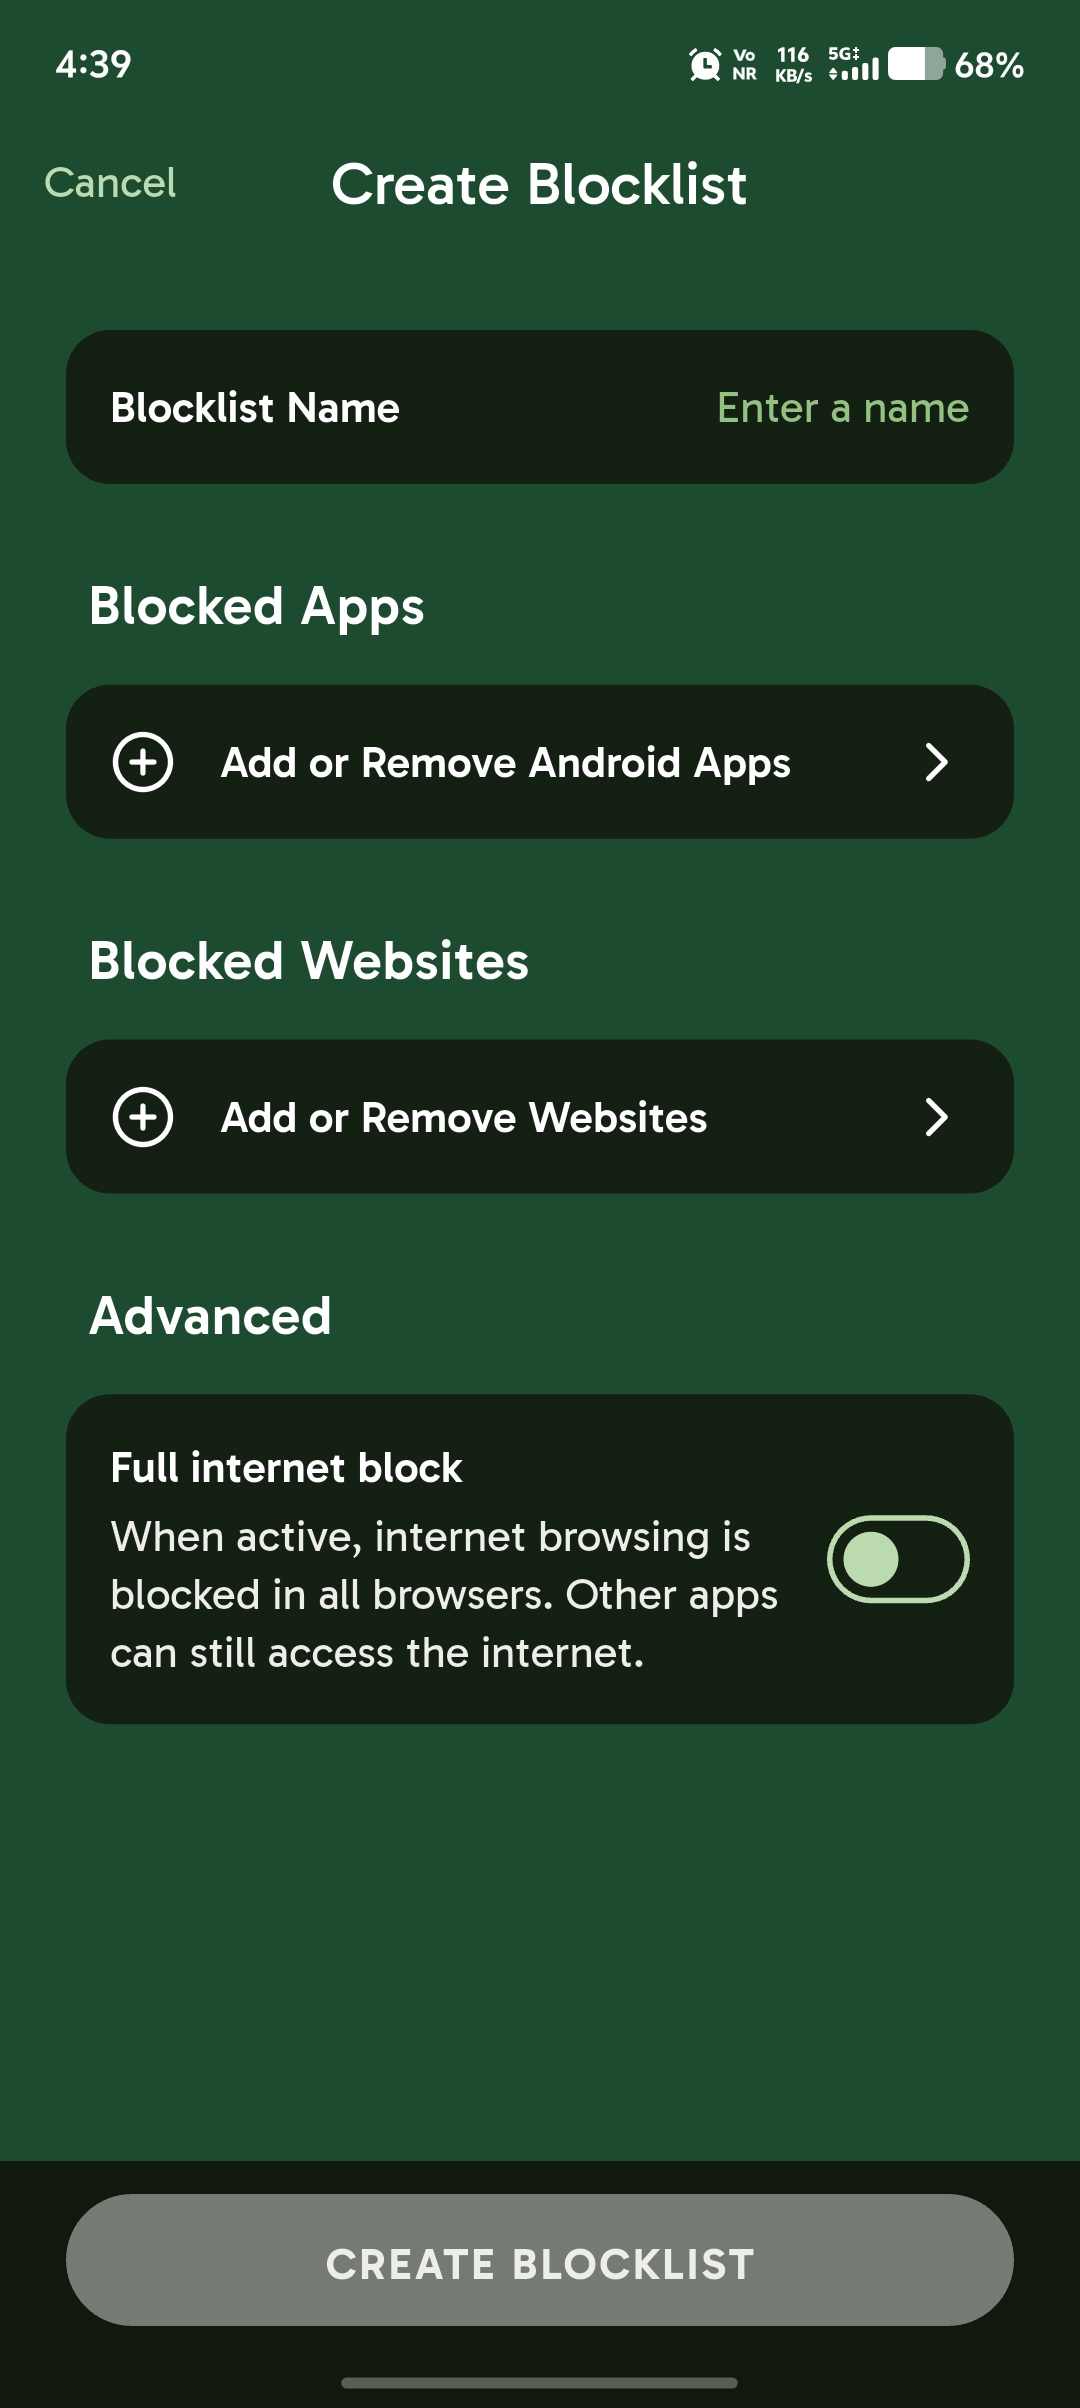 4:39
Vo NR 116 KB/s 5G 68%
Cancel
Create Blocklist
Blocklist Name
Enter a name
Blocked Apps
Add or Remove Android Apps
Blocked Websites
Add or Remove Websites
Advanced
Full internet block
When active, internet browsing is
blocked in all browsers. Other apps
can still access the internet.
CREATE BLOCKLIST